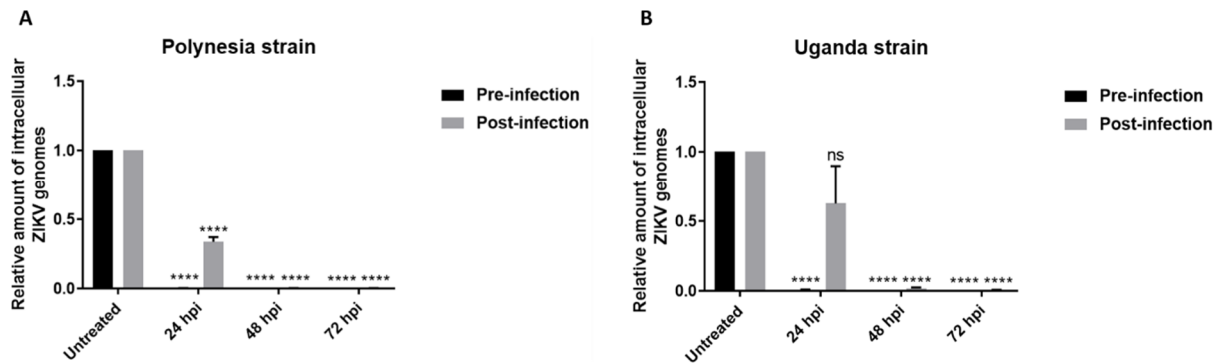 A
Polynesia strain
Relative amount of intracellular
ZIKV genomes
1.5
1.0
0.5
0.0
****
****
**** ****
**** ****
Untreated
24 hpi
48 hpi
72 hpi
Pre-infection
Post-infection
B
Uganda strain
Relative amount of intracellular
ZIKV genomes
1.5
1.0
0.5
0.0
ns
****
**** ****
**** ****
Untreated
24 hpi
48 hpi
72 hpi
Pre-infection
Post-infection